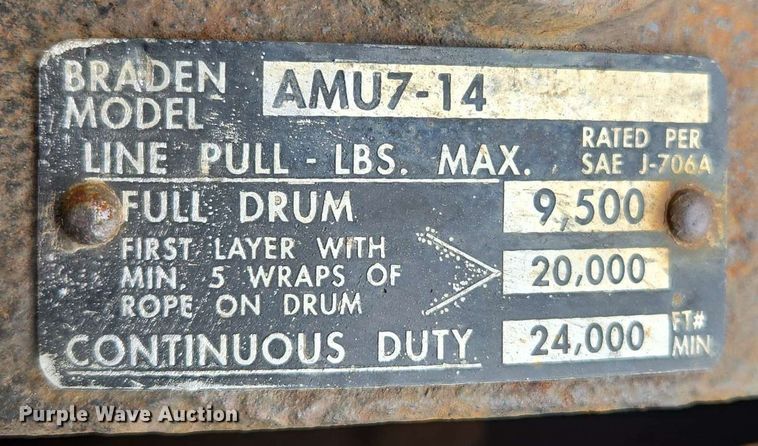 BRADEN MODEL AMU7-14
LINE PULL - LBS. MAX. RATED PER SAE J-706A
FULL DRUM 9,500
FIRST LAYER WITH
MIN. 5 WRAPS OF 20,000
ROPE ON DRUM
CONTINUOUS DUTY 24,000 FT# MIN
Purple Wave Auction